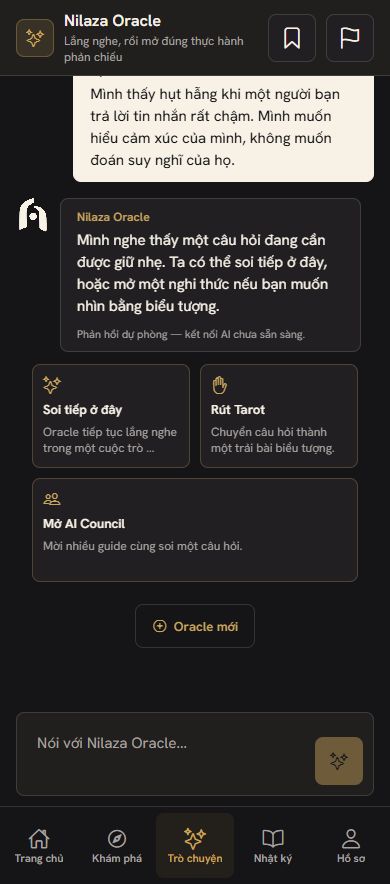 Nilaza Oracle
Lắng nghe, rồi mở đúng thực hành
phản chiếu
Mình thấy hụt hẫng khi một người bạn
trả lời tin nhắn rất chậm. Mình muốn
hiểu cảm xúc của mình, không muốn
đoán suy nghĩ của họ.
Nilaza Oracle
Mình nghe thấy một câu hỏi đang cần
được giữ nhẹ. Ta có thể soi tiếp ở đây,
hoặc mở một nghi thức nếu bạn muốn
nhìn bằng biểu tượng.
Phản hồi dự phòng — kết nối AI chưa sẵn sàng.
Soi tiếp ở đây
Oracle tiếp tục lắng nghe
trong một cuộc trò ...
Rút Tarot
Chuyển câu hỏi thành
một trải bài biểu tượng.
Mở AI Council
Mời nhiều guide cùng soi một câu hỏi.
Oracle mới
Nói với Nilaza Oracle...
Trang chủ
Khám phá
Trò chuyện
Nhật ký
Hồ sơ